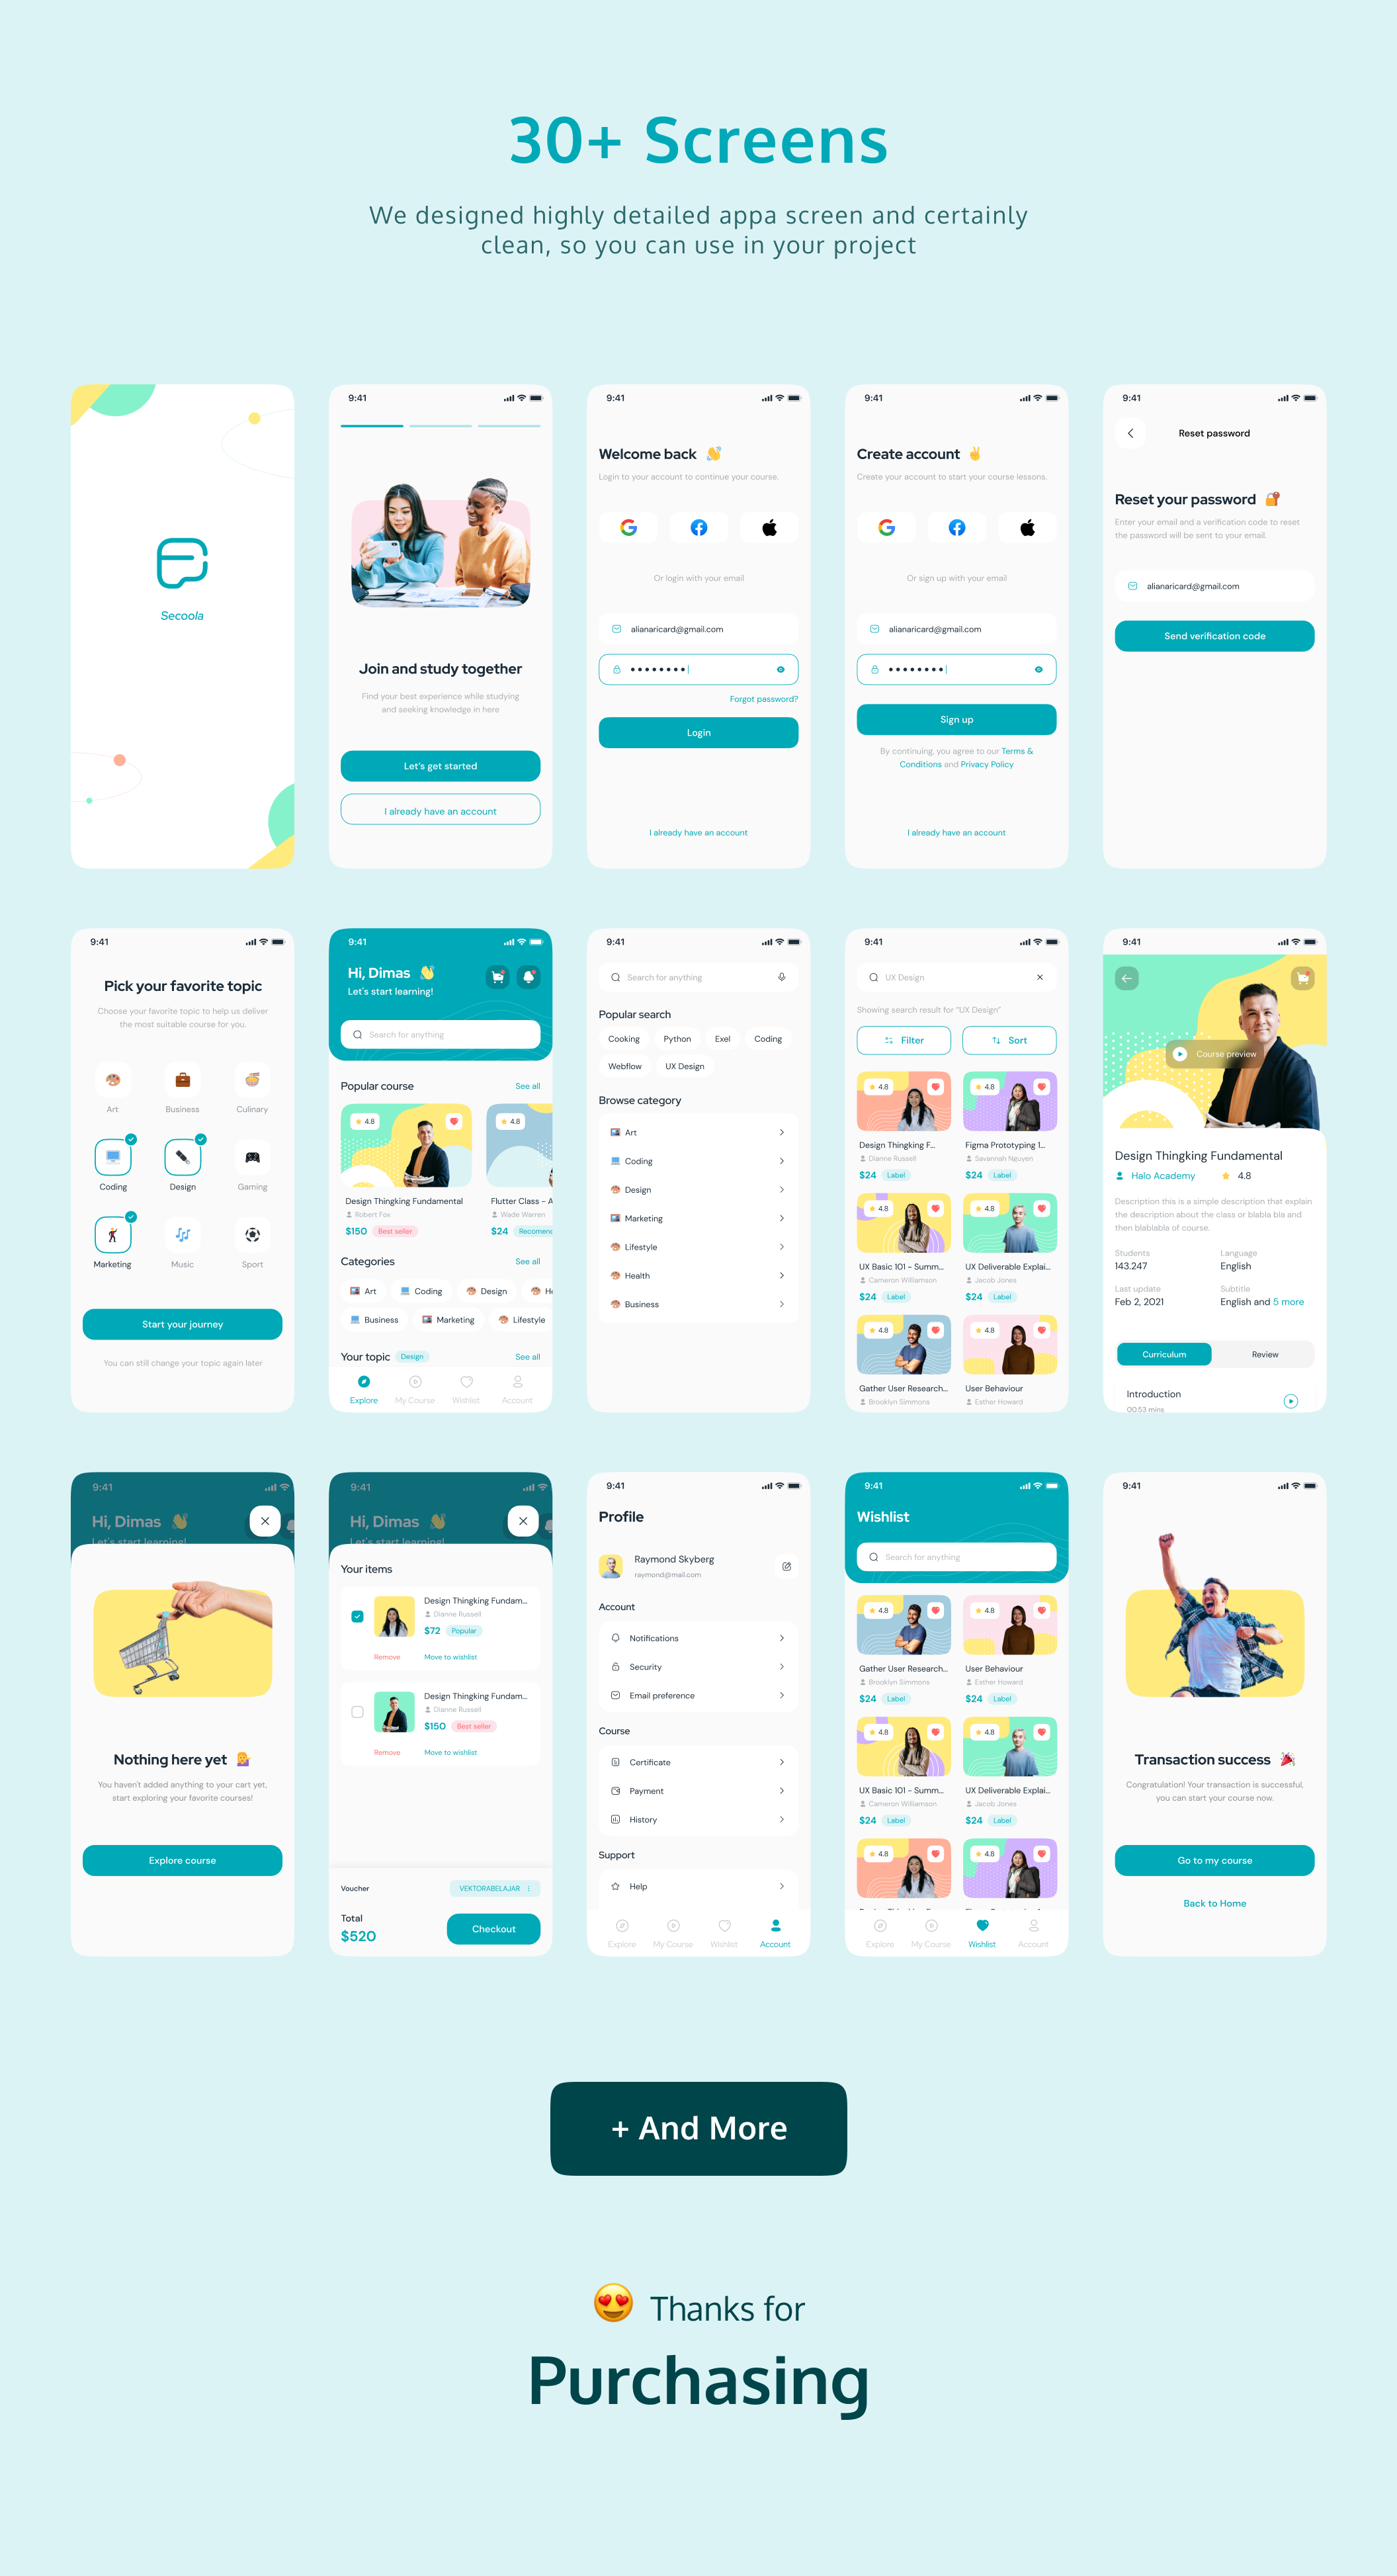 30+ Screens
We designed highly detailed appa screen and certainly
clean, so you can use in your project
Secoola
9:41
Join and study together
Find your best experience while studying
and seeking knowledge in here
Let's get started
I already have an account
9:41
Welcome back
Login to your account to continue your course.
Or login with your email
alianaricard@gmail.com
Forgot password?
Login
I already have an account
9:41
Create account
Create your account to start your course lessons.
Or sign up with your email
alianaricard@gmail.com
Sign up
By continuing, you agree to our Terms &
Conditions and Privacy Policy
I already have an account
9:41
Reset password
Reset your password
Enter your email and a verification code to reset
the password will be sent to your email.
alianaricard@gmail.com
Send verification code
9:41
Pick your favorite topic
Choose your favorite topic to help us deliver
the most suitable course for you.
Art
Business
Culinary
Coding
Design
Gaming
Marketing
Music
Sport
Start your journey
You can still change your topic again later
9:41
Hi, Dimas
Let's start learning!
Search for anything
Popular course
See all
4.8
4.8
Design Thingking Fundamental
Flutter Class - A
Robert Fox
Wade Warren
$150 Best seller
$24 Recomend
Categories
See all
Art
Coding
Design
He
Business
Marketing
Lifestyle
Your topic Design
See all
Explore
My Course
Wishlist
Account
9:41
Search for anything
Popular search
Cooking
Python
Exel
Coding
Webflow
UX Design
Browse category
Art
Coding
Design
Marketing
Lifestyle
Health
Business
9:41
UX Design
Showing search result for "UX Design"
Filter
Sort
4.8
4.8
Design Thingking F...
Figma Prototyping 1...
Dianne Russell
Savannah Nguyen
$24 Label
$24 Label
4.8
4.8
UX Basic 101 - Summ...
UX Deliverable Explai...
Cameron Williamson
Jacob Jones
$24 Label
$24 Label
4.8
4.8
Gather User Research...
User Behaviour
Brooklyn Simmons
Esther Howard
9:41
Course preview
Design Thingking Fundamental
Halo Academy
4.8
Description this is a simple description that explain
the description about the class or blabla bla and
then blablabla of course.
Students
Language
143.247
English
Last update
Subtitle
Feb 2, 2021
English and 5 more
Curriculum
Review
Introduction
00.53 mins
9:41
Hi, Dimas
Let's start learning!
Nothing here yet
You haven't added anything to your cart yet,
start exploring your favorite courses!
Explore course
9:41
Hi, Dimas
Let's start learning!
Your items
Design Thingking Fundam...
Dianne Russell
$72 Popular
Remove
Move to wishlist
Design Thingking Fundam...
Dianne Russell
$150 Best seller
Remove
Move to wishlist
Voucher
VEKTORABELAJAR
Total
$520
Checkout
9:41
Profile
Raymond Skyberg
raymond@mail.com
Account
Notifications
Security
Email preference
Course
Certificate
Payment
History
Support
Help
Explore
My Course
Wishlist
Account
9:41
Wishlist
Search for anything
4.8
4.8
Gather User Research...
User Behaviour
Brooklyn Simmons
Esther Howard
$24 Label
$24 Label
4.8
4.8
UX Basic 101 - Summ...
UX Deliverable Explai...
Cameron Williamson
Jacob Jones
$24 Label
$24 Label
4.8
4.8
Explore
My Course
Wishlist
Account
9:41
Transaction success
Congratulation! Your transaction is successful,
you can start your course now.
Go to my course
Back to Home
+ And More
Thanks for
Purchasing